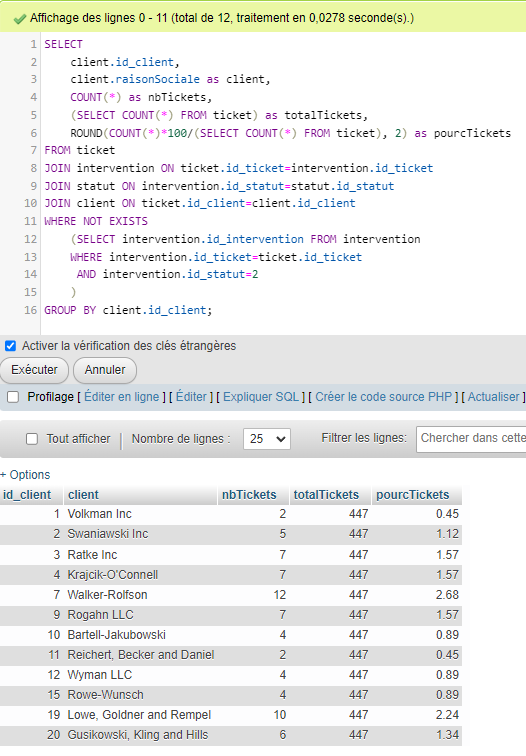 Affichage des lignes 0 - 11 (total de 12, traitement en 0,0278 seconde(s).)
1 SELECT
2 client.id_client,
3 client.raisonSociale as client,
4 COUNT(*) as nbTickets,
5 (SELECT COUNT(*) FROM ticket) as totalTickets,
6 ROUND(COUNT(*)*100/(SELECT COUNT(*) FROM ticket), 2) as pourcTickets
7 FROM ticket
8 JOIN intervention ON ticket.id_ticket=intervention.id_ticket
9 JOIN statut ON intervention.id_statut=statut.id_statut
10 JOIN client ON ticket.id_client=client.id_client
11 WHERE NOT EXISTS
12 (SELECT intervention.id_intervention FROM intervention
13 WHERE intervention.id_ticket=ticket.id_ticket
14 AND intervention.id_statut=2
15 )
16 GROUP BY client.id_client;
Activer la vérification des clés étrangères
Exécuter Annuler
Profilage [ Éditer en ligne ] [ Éditer ] [ Expliquer SQL ] [ Créer le code source PHP ] [ Actualiser ]
Tout afficher Nombre de lignes : 25 Filtrer les lignes: Chercher dans cette
+ Options
id_client client nbTickets totalTickets pourcTickets
1 Volkman Inc 2 447 0.45
2 Swaniawski Inc 5 447 1.12
3 Ratke Inc 7 447 1.57
4 Krajcik-O'Connell 7 447 1.57
7 Walker-Rolfson 12 447 2.68
9 Rogahn LLC 7 447 1.57
10 Bartell-Jakubowski 4 447 0.89
11 Reichert, Becker and Daniel 2 447 0.45
12 Wyman LLC 4 447 0.89
15 Rowe-Wunsch 4 447 0.89
19 Lowe, Goldner and Rempel 10 447 2.24
20 Gusikowski, Kling and Hills 6 447 1.34